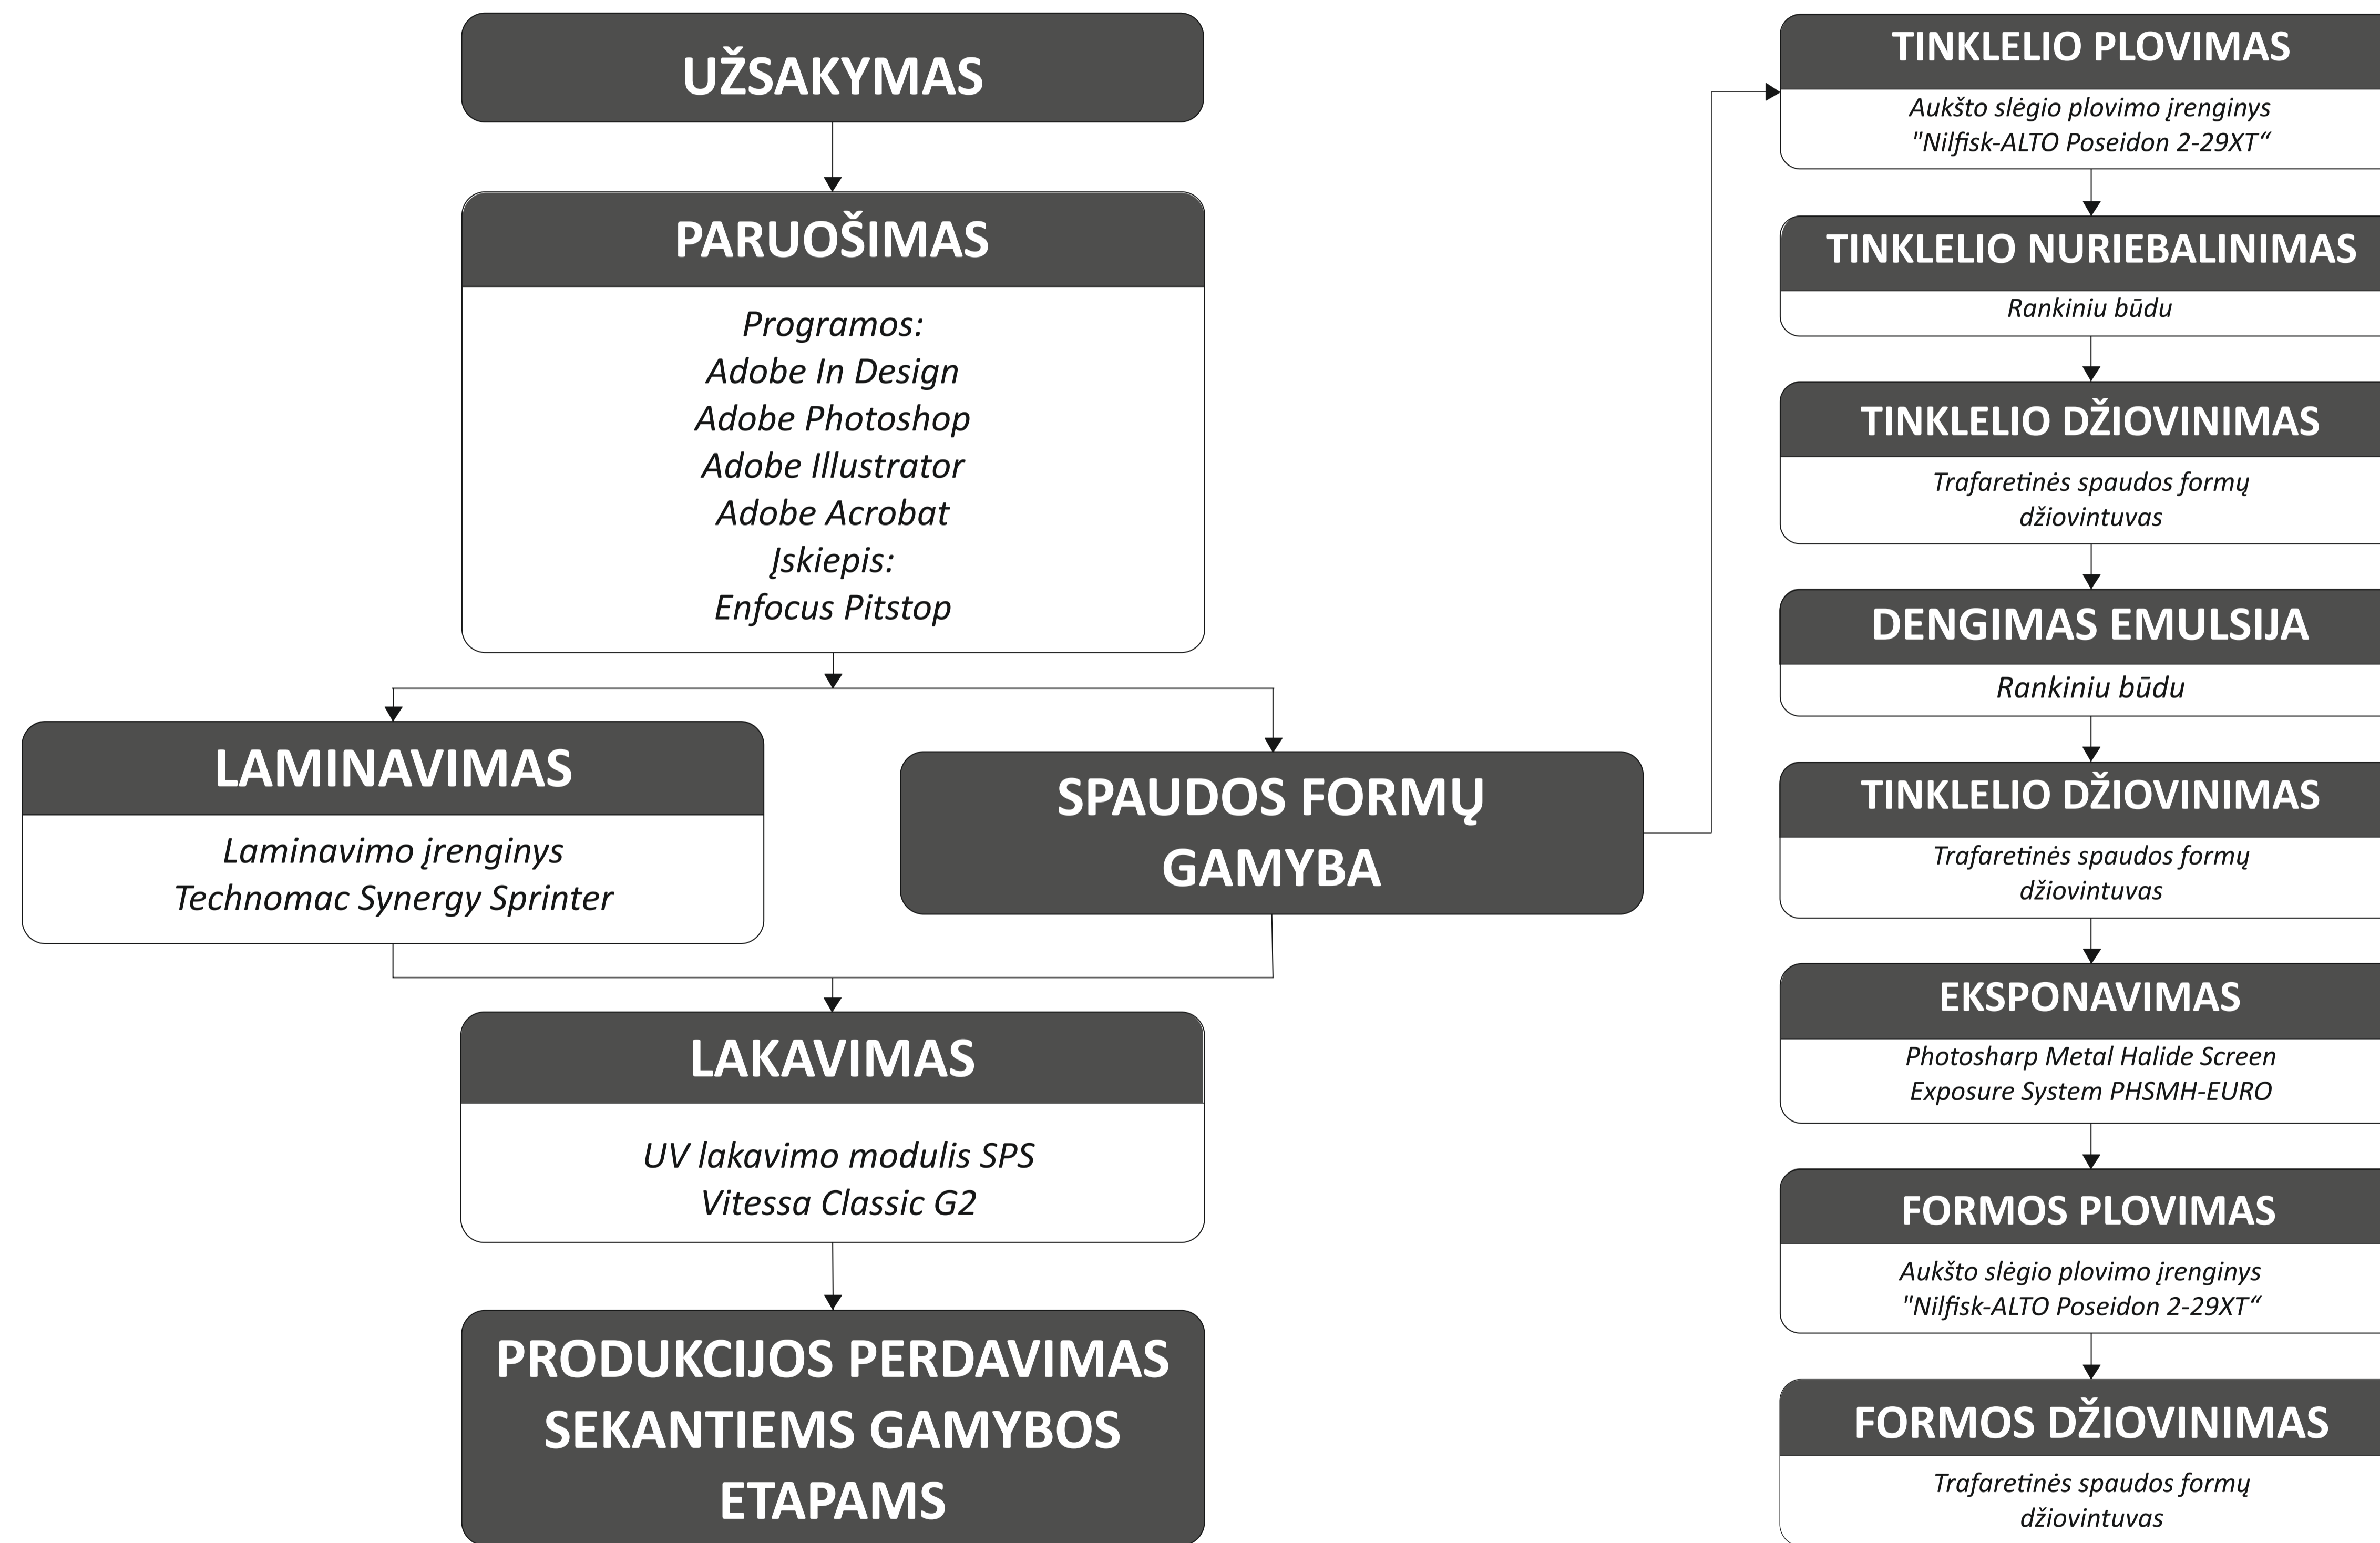 UŽSAKYMAS
PARUOŠIMAS
Programos:
Adobe In Design
Adobe Photoshop
Adobe Illustrator
Adobe Acrobat
Įskiepis:
Enfocus Pitstop
LAMINAVIMAS
Laminavimo įrenginys
Technomac Synergy Sprinter
SPAUDOS FORMŲ
GAMYBA
LAKAVIMAS
UV lakavimo modulis SPS
Vitessa Classic G2
PRODUKCIJOS PERDAVIMAS
SEKANTIEMS GAMYBOS
ETAPAMS
TINKLELIO PLOVIMAS
Aukšto slėgio plovimo įrenginys
"Nilfisk-ALTO Poseidon 2-29XT“
TINKLELIO NURIEBALINIMAS
Rankiniu būdu
TINKLELIO DŽIOVINIMAS
Trafaretinės spaudos formų
džiovintuvas
DENGIMAS EMULSIJA
Rankiniu būdu
TINKLELIO DŽIOVINIMAS
Trafaretinės spaudos formų
džiovintuvas
EKSPONAVIMAS
Photosharp Metal Halide Screen
Exposure System PHSMH-EURO
FORMOS PLOVIMAS
Aukšto slėgio plovimo įrenginys
"Nilfisk-ALTO Poseidon 2-29XT“
FORMOS DŽIOVINIMAS
Trafaretinės spaudos formų
džiovintuvas